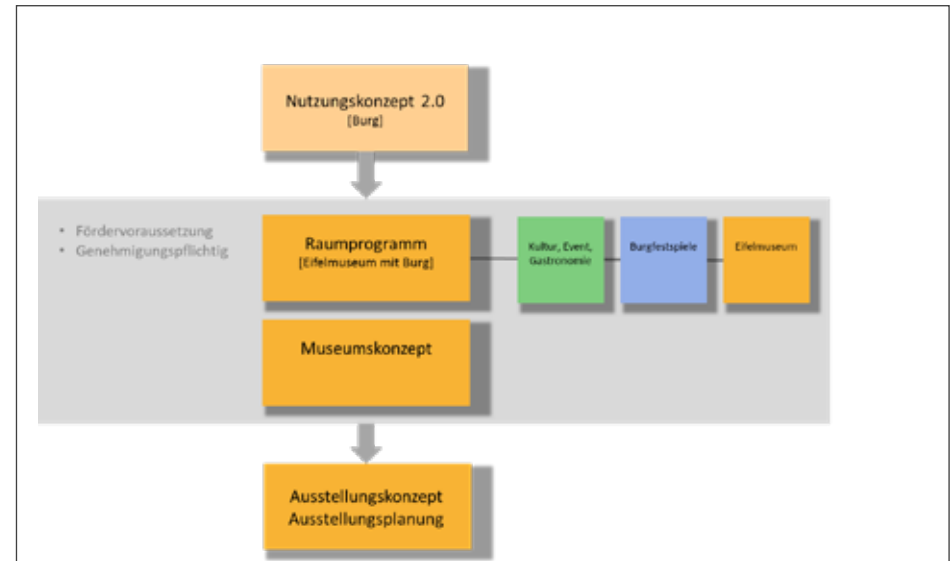 Nutzungskonzept 2.0
[Burg]
• Fördervoraussetzung
• Genehmigungspflichtig
Raumprogramm
[Eifelmuseum mit Burg]
Kultur, Event,
Gastronomie
Burgfestspiele
Eifelmuseum
Museumskonzept
Ausstellungskonzept
Ausstellungsplanung